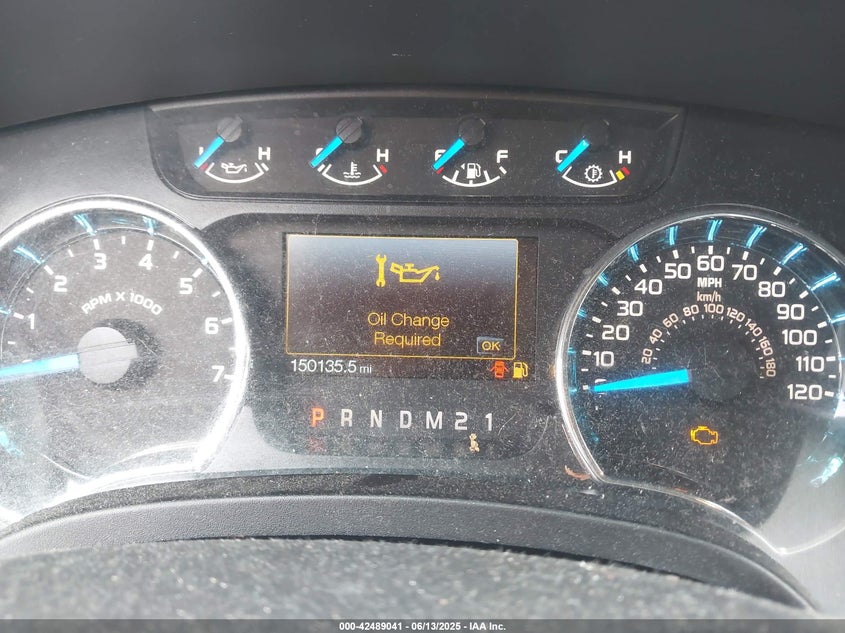 H H E F C H
1 2 3 4 5 6 7
RPM X 1000
Oil Change
Required
OK
150135.5 mi
P R N D M 2 1
10 20 30 40 50 60 70 80 90 100 110 120
MPH
km/h
20 40 60 80 100 120 140 160 180
000-42489041 - 06/13/2025 - IAA Inc.